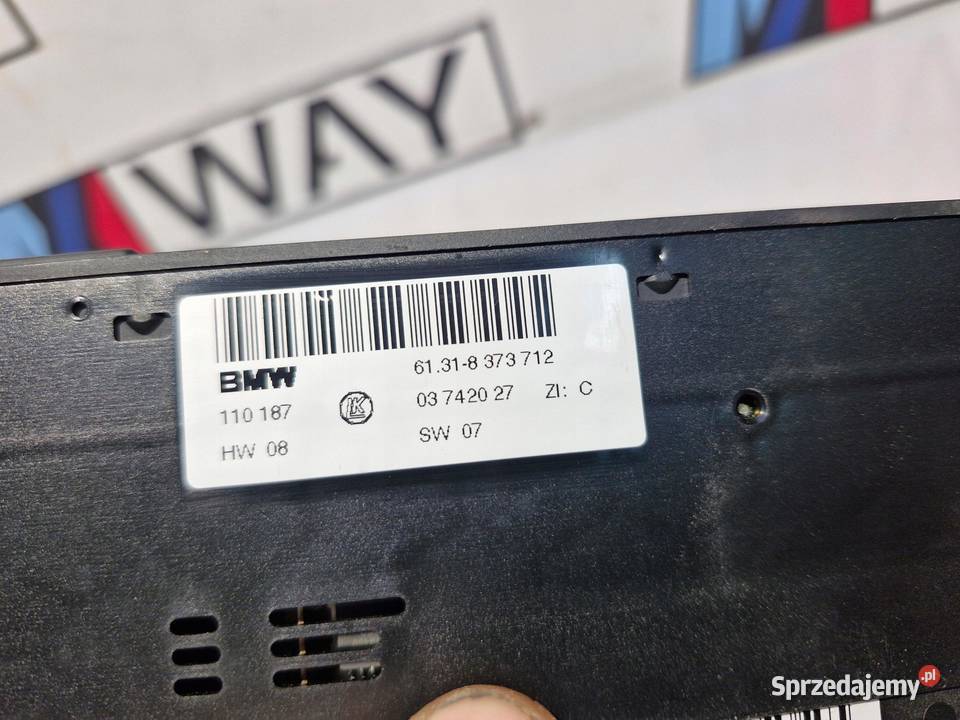 WAY
BMW
61.31-8 373 712
110 187
LK
03 7420 27 ZI: C
HW 08
SW 07
Sprzedajemy.pl